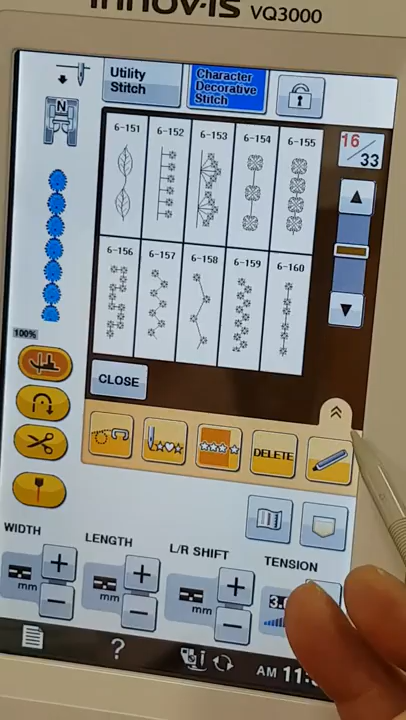 innov-is VQ3000
Utility
Stitch
Character
Decorative
Stitch
N
6-151 6-152 6-153 6-154 6-155
16
/33
6-156 6-157 6-158 6-159 6-160
100%
CLOSE
DELETE
WIDTH
LENGTH
L/R SHIFT
TENSION
+ + +
mm mm mm 3.
− − −
? i AM 11: